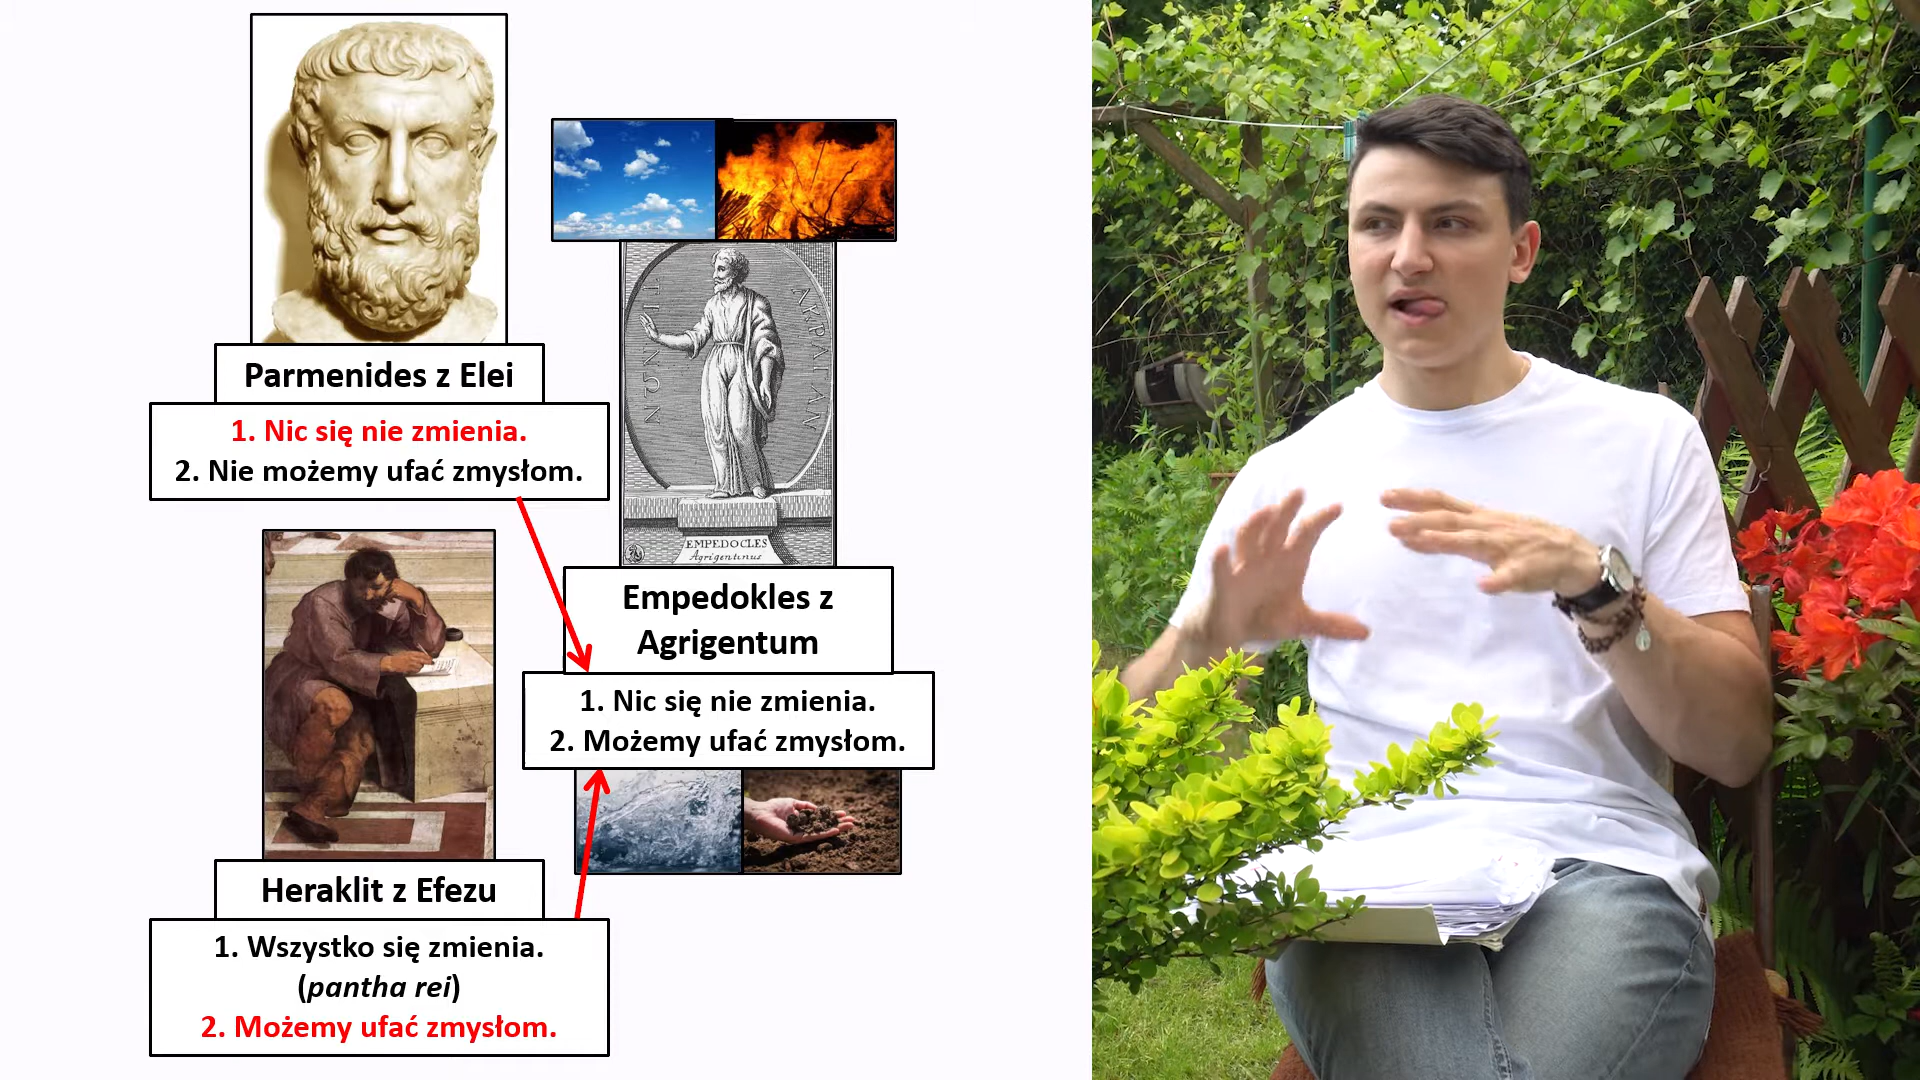 Parmenides z Elei
1. Nic się nie zmienia.
2. Nie możemy ufać zmysłom.
EMPEDOCLES
Agrigentinus
Empedokles z
Agrigentum
1. Nic się nie zmienia.
2. Możemy ufać zmysłom.
Heraklit z Efezu
1. Wszystko się zmienia.
(pantha rei)
2. Możemy ufać zmysłom.